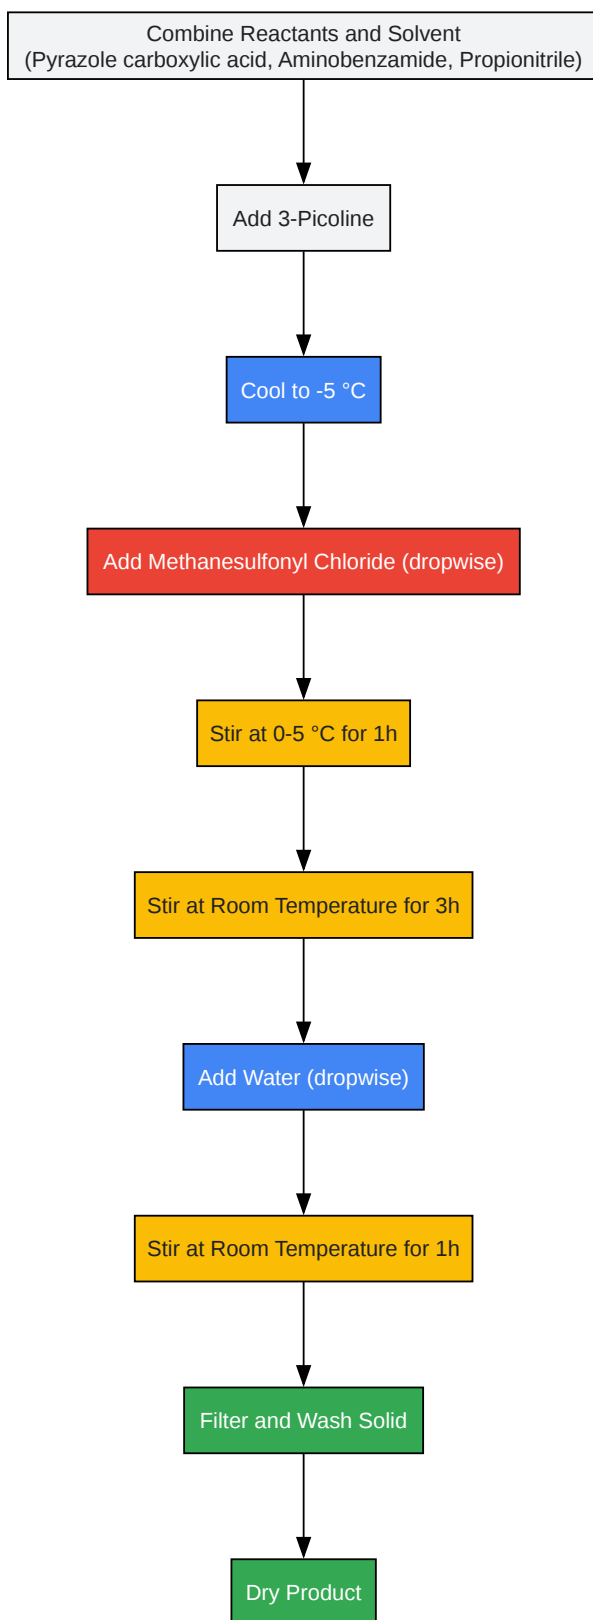 Combine Reactants and Solvent
(Pyrazole carboxylic acid, Aminobenzamide, Propionitrile)
Add 3-Picoline
Cool to -5 °C
Add Methanesulfonyl Chloride (dropwise)
Stir at 0-5 °C for 1h
Stir at Room Temperature for 3h
Add Water (dropwise)
Stir at Room Temperature for 1h
Filter and Wash Solid
Dry Product